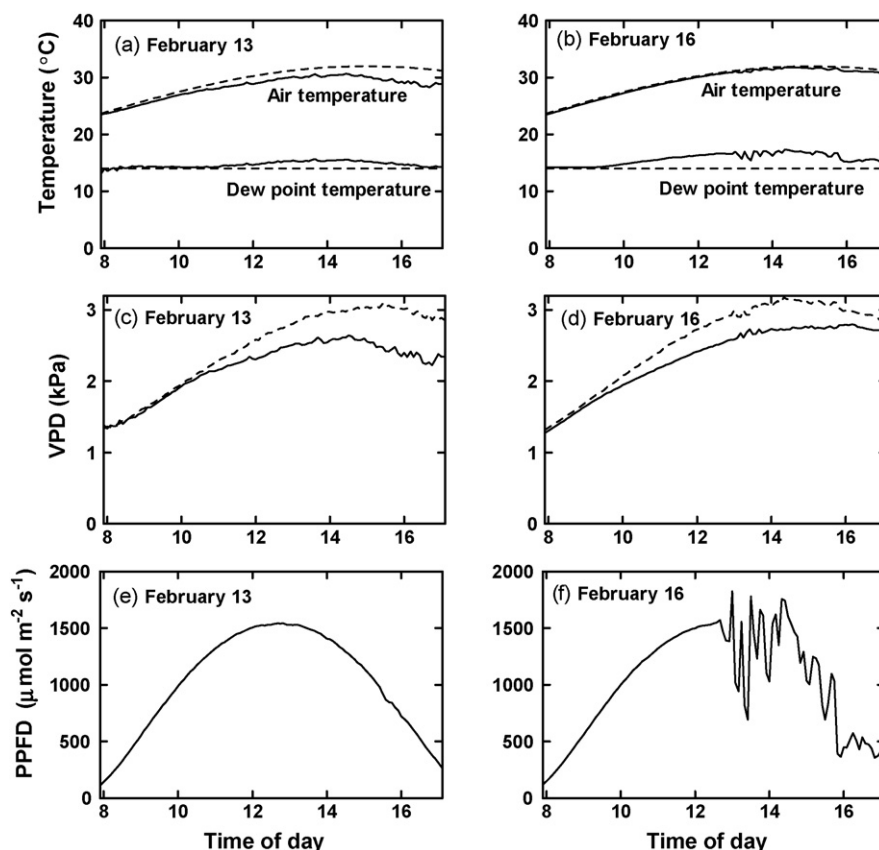 (a) February 13
(b) February 16
Temperature (°C)
40
30
20
10
0
Air temperature
Dew point temperature
8 10 12 14 16
40
30
20
10
0
Air temperature
Dew point temperature
8 10 12 14 16
(c) February 13
(d) February 16
VPD (kPa)
3
2
1
0
8 10 12 14 16
3
2
1
0
8 10 12 14 16
(e) February 13
(f) February 16
PPFD (μ mol m⁻² s⁻¹)
2000
1500
1000
500
0
8 10 12 14 16
Time of day
2000
1500
1000
500
0
8 10 12 14 16
Time of day